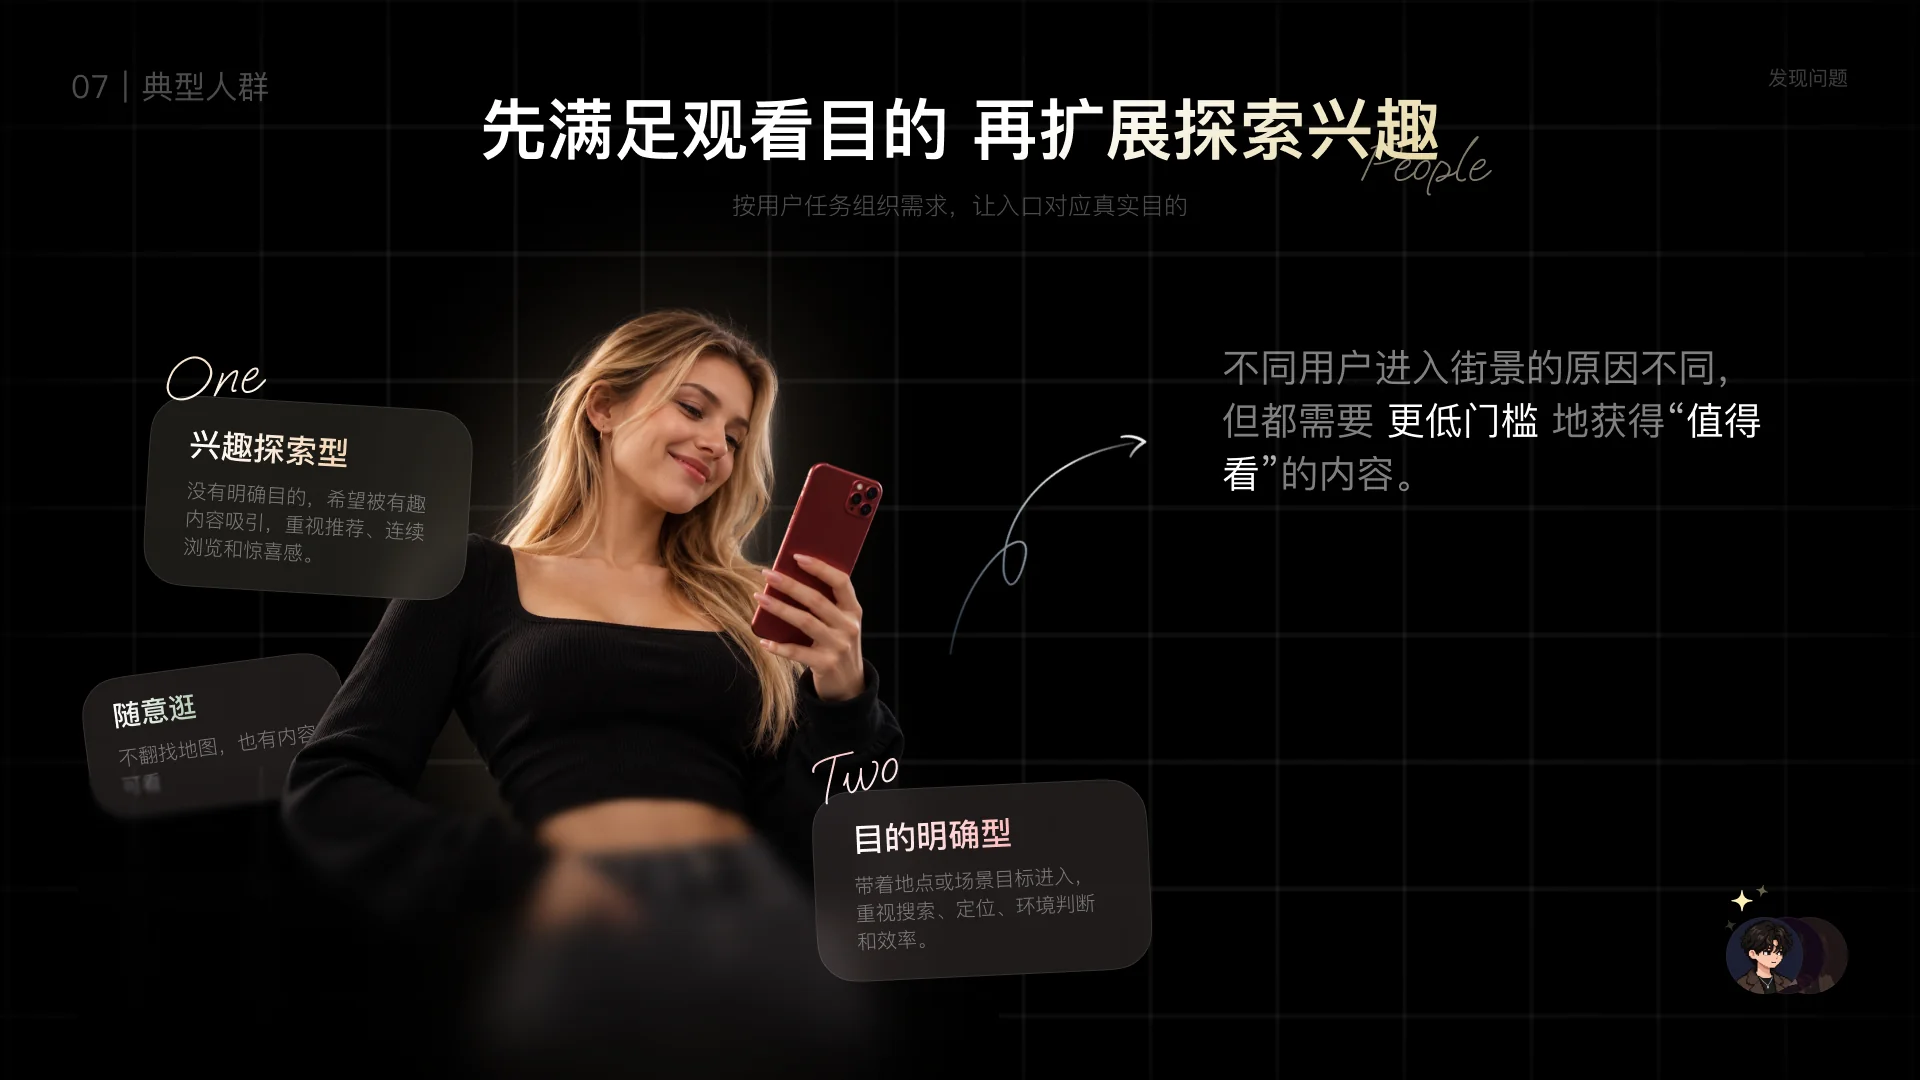 07 | 典型人群
发现问题
先满足观看目的 再扩展探索兴趣
People
按用户任务组织需求，让入口对应真实目的
One
兴趣探索型
没有明确目的，希望被有趣
内容吸引，重视推荐、连续
浏览和惊喜感。
不同用户进入街景的原因不同，
但都需要 更低门槛 地获得“值得
看”的内容。
随意逛
不翻找地图，也有内容
可看
Two
目的明确型
带着地点或场景目标进入，
重视搜索、定位、环境判断
和效率。